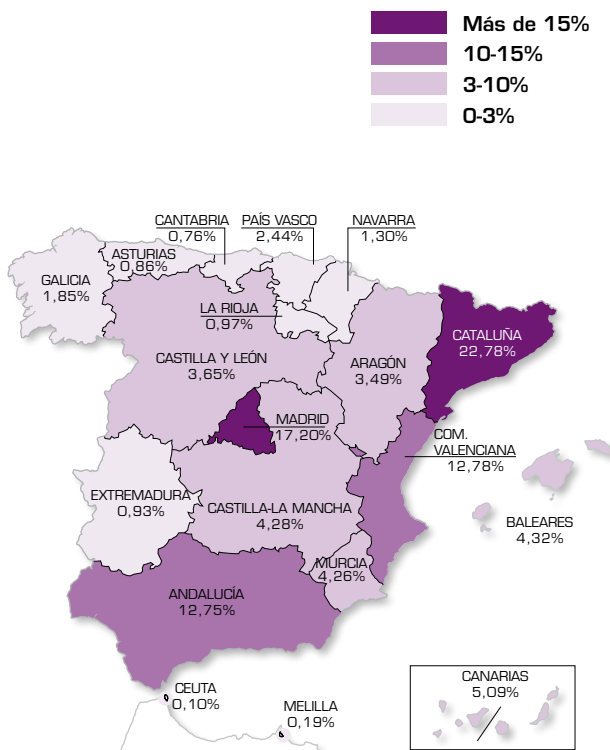 Más de 15%
10-15%
3-10%
0-3%
CANTABRIA
0,76%
PAÍS VASCO
2,44%
NAVARRA
1,30%
ASTURIAS
0,86%
GALICIA
1,85%
LA RIOJA
0,97%
CATALUÑA
22,78%
CASTILLA Y LEÓN
3,65%
ARAGÓN
3,49%
MADRID
17,20%
COM.
VALENCIANA
12,78%
EXTREMADURA
0,93%
CASTILLA-LA MANCHA
4,28%
BALEARES
4,32%
MURCIA
4,26%
ANDALUCÍA
12,75%
CEUTA
0,10%
MELILLA
0,19%
CANARIAS
5,09%